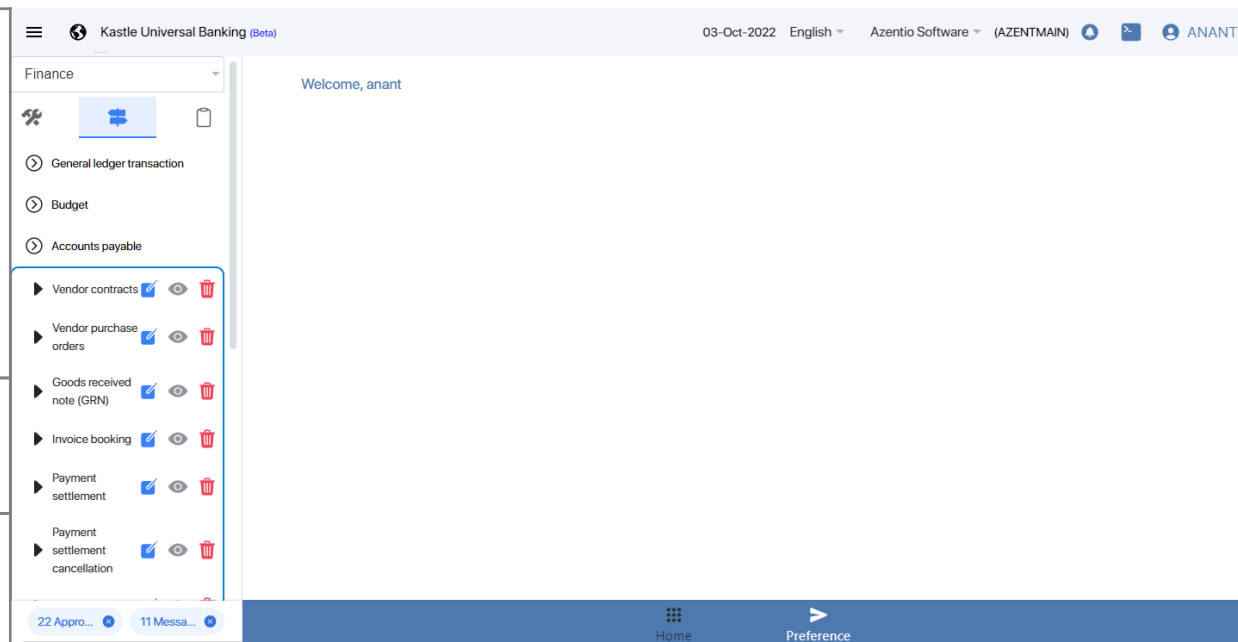 Kastle Universal Banking (Beta)
03-Oct-2022 English Azentio Software (AZENTMAIN) ANANT
Finance
Welcome, anant
General ledger transaction
Budget
Accounts payable
Vendor contracts
Vendor purchase
orders
Goods received
note (GRN)
Invoice booking
Payment
settlement
Payment
settlement
cancellation
22 Appro... 11 Messa...
Home Preference